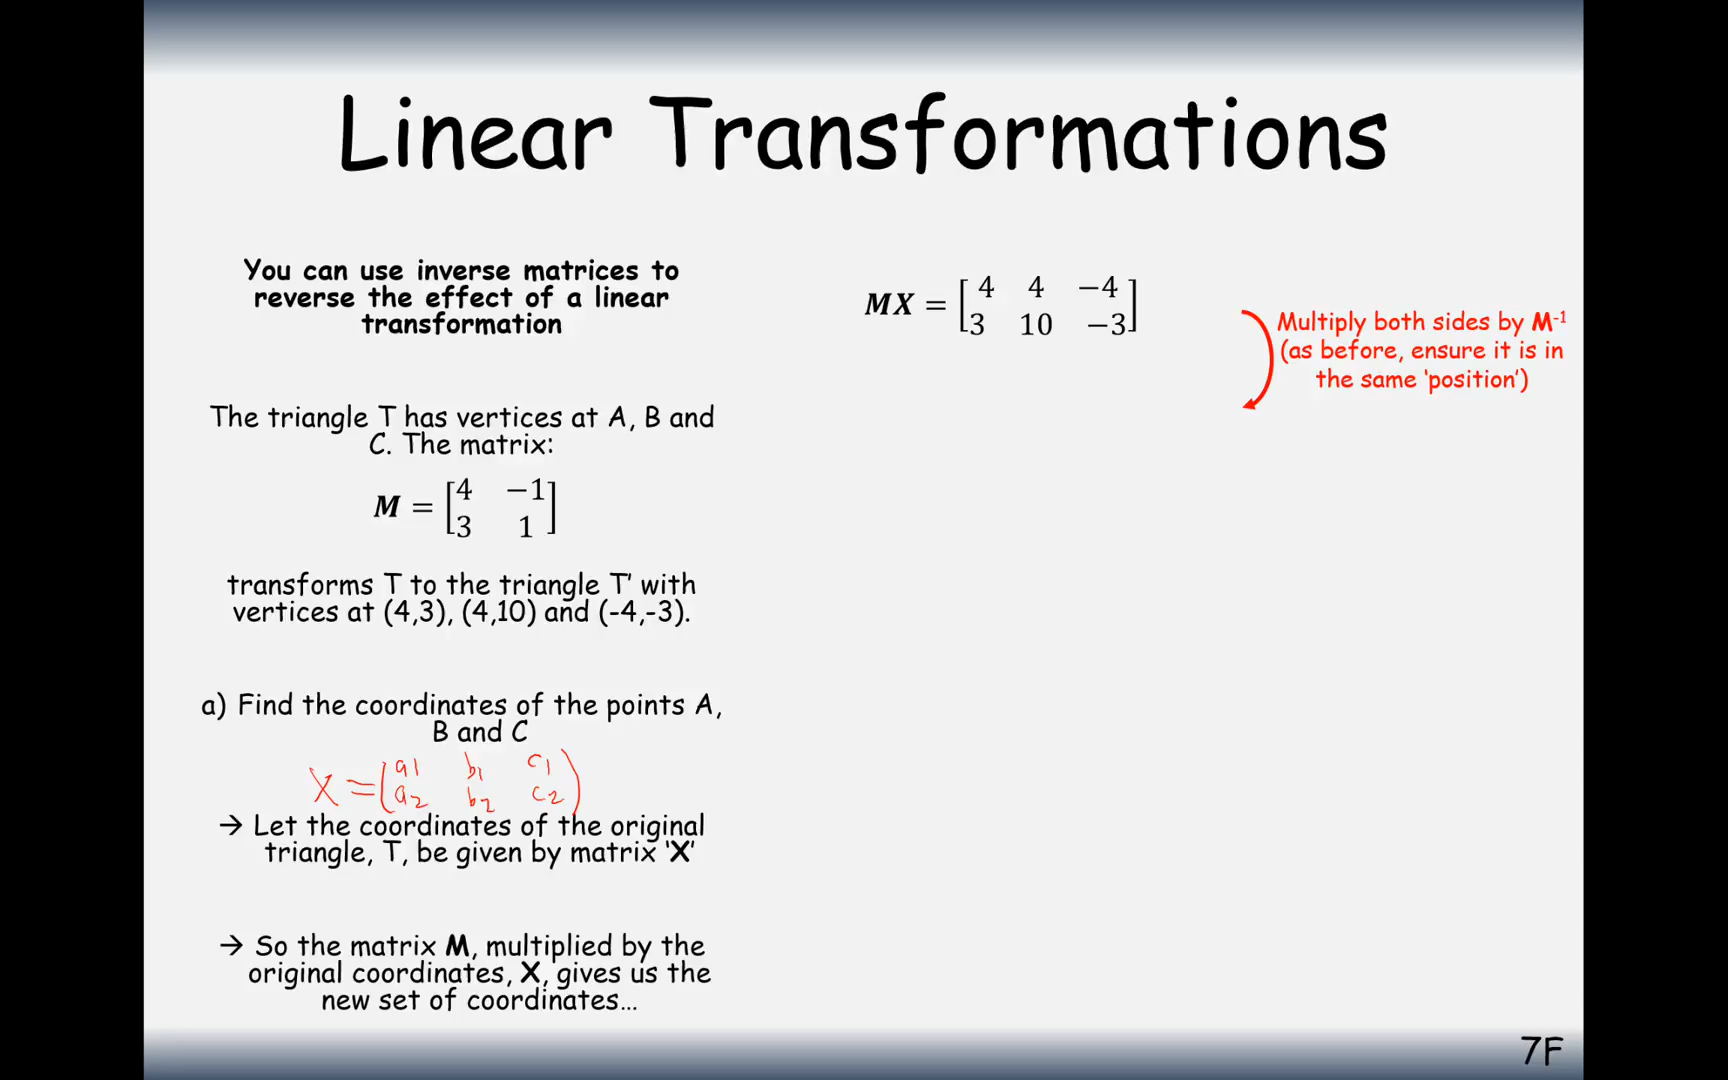 Linear Transformations
You can use inverse matrices to
reverse the effect of a linear
transformation
The triangle T has vertices at A, B and
C. The matrix:
M = [4 −1
3 1]
transforms T to the triangle T’ with
vertices at (4,3), (4,10) and (-4,-3).
a) Find the coordinates of the points A,
B and C
X = (a1 b1 c1
a2 b2 c2)
→ Let the coordinates of the original
triangle, T, be given by matrix ‘X’
→ So the matrix M, multiplied by the
original coordinates, X, gives us the
new set of coordinates…
MX = [4 4 −4
3 10 −3]
Multiply both sides by M⁻¹
(as before, ensure it is in
the same ‘position’)
7F